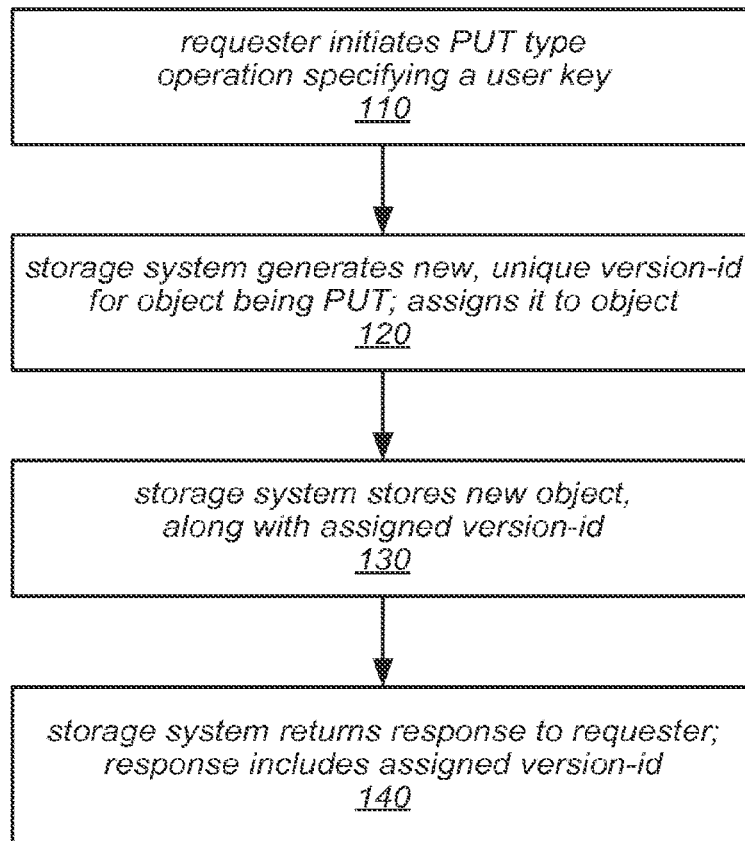 requester initiates PUT type
operation specifying a user key
110
storage system generates new, unique version-id
for object being PUT; assigns it to object
120
storage system stores new object,
along with assigned version-id
130
storage system returns response to requester;
response includes assigned version-id
140